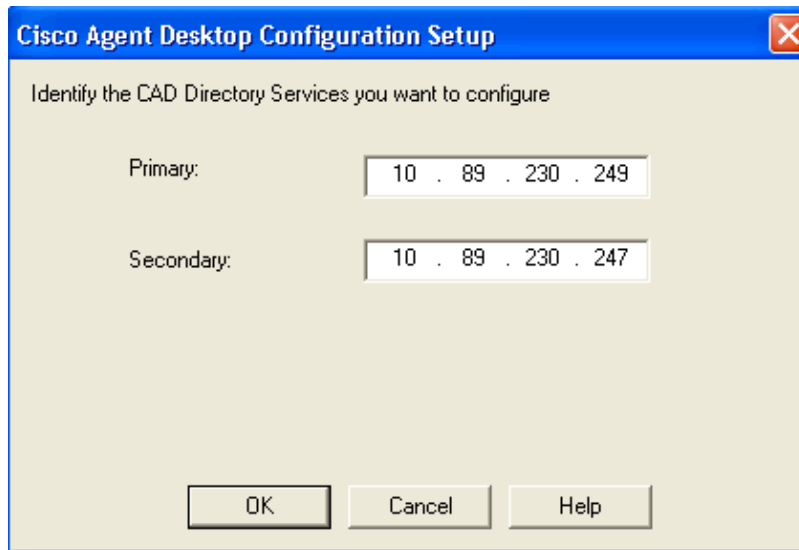 Cisco Agent Desktop Configuration Setup
Identify the CAD Directory Services you want to configure
Primary: 10 . 89 . 230 . 249
Secondary: 10 . 89 . 230 . 247
OK Cancel Help